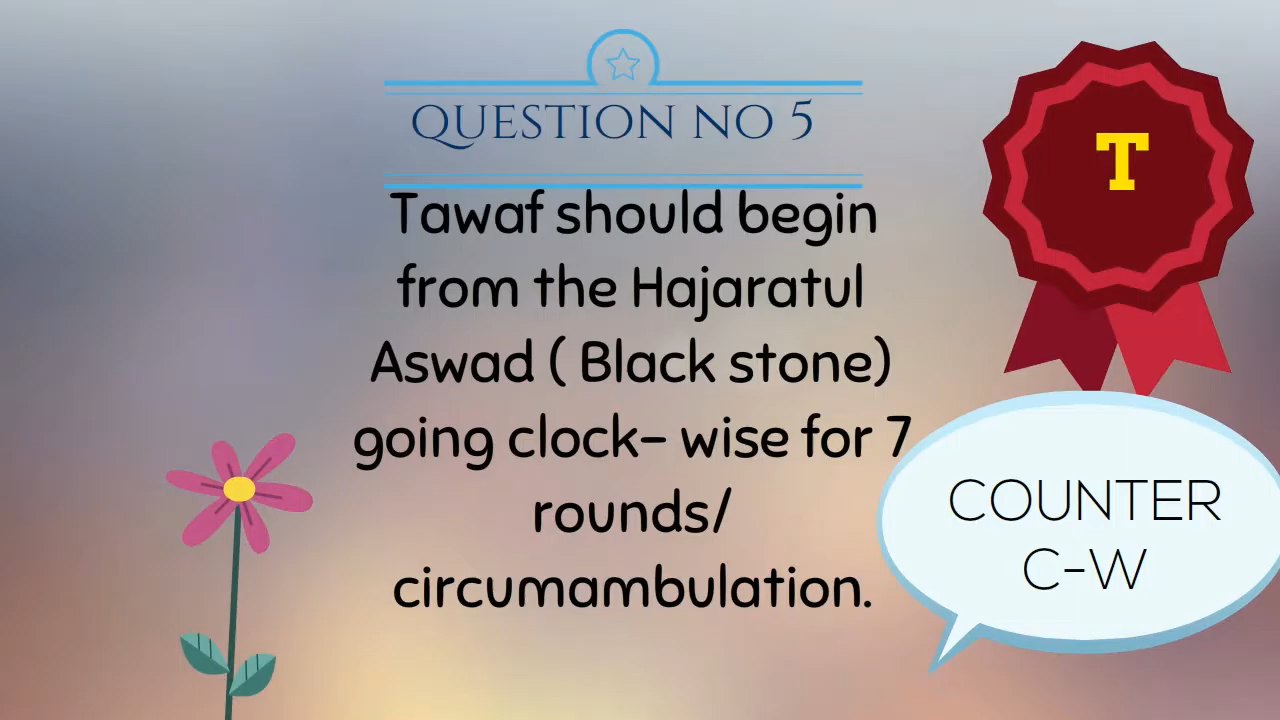 QUESTION NO 5
T
Tawaf should begin
from the Hajaratul
Aswad ( Black stone)
going clock- wise for 7
rounds/
circumambulation.
COUNTER
C-W